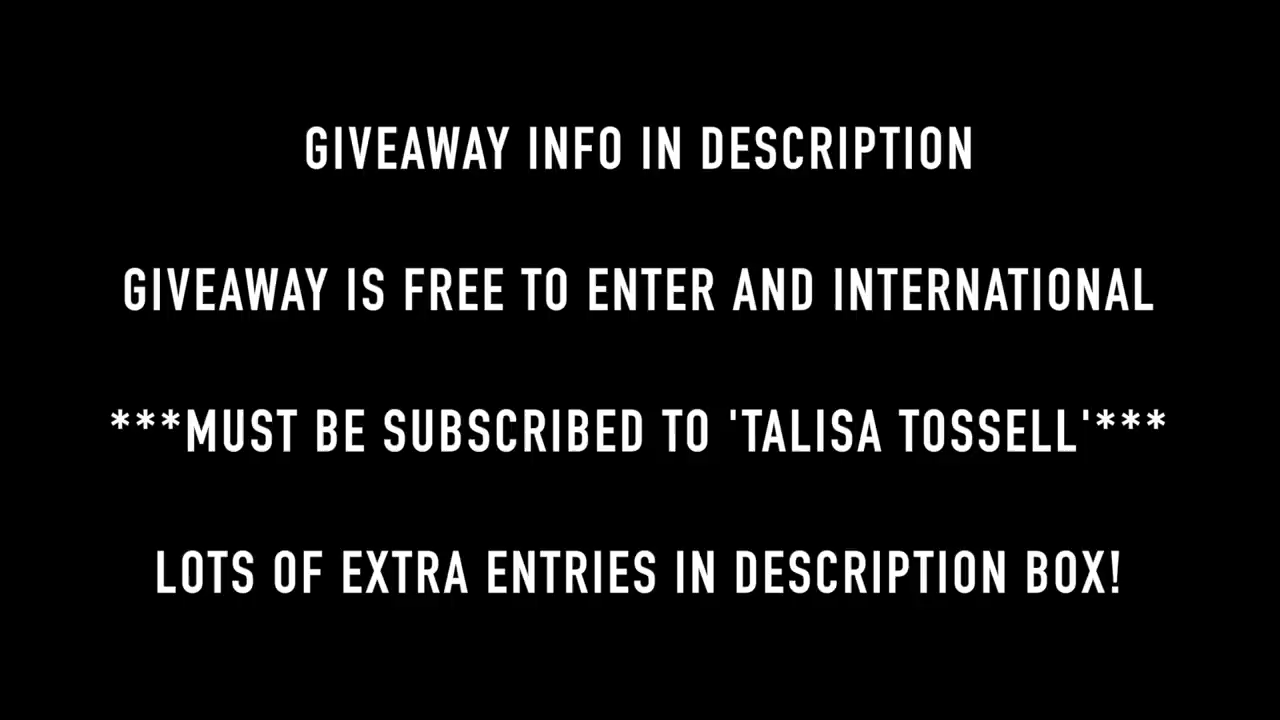 GIVEAWAY INFO IN DESCRIPTION
GIVEAWAY IS FREE TO ENTER AND INTERNATIONAL
***MUST BE SUBSCRIBED TO 'TALISA TOSSELL'***
LOTS OF EXTRA ENTRIES IN DESCRIPTION BOX!